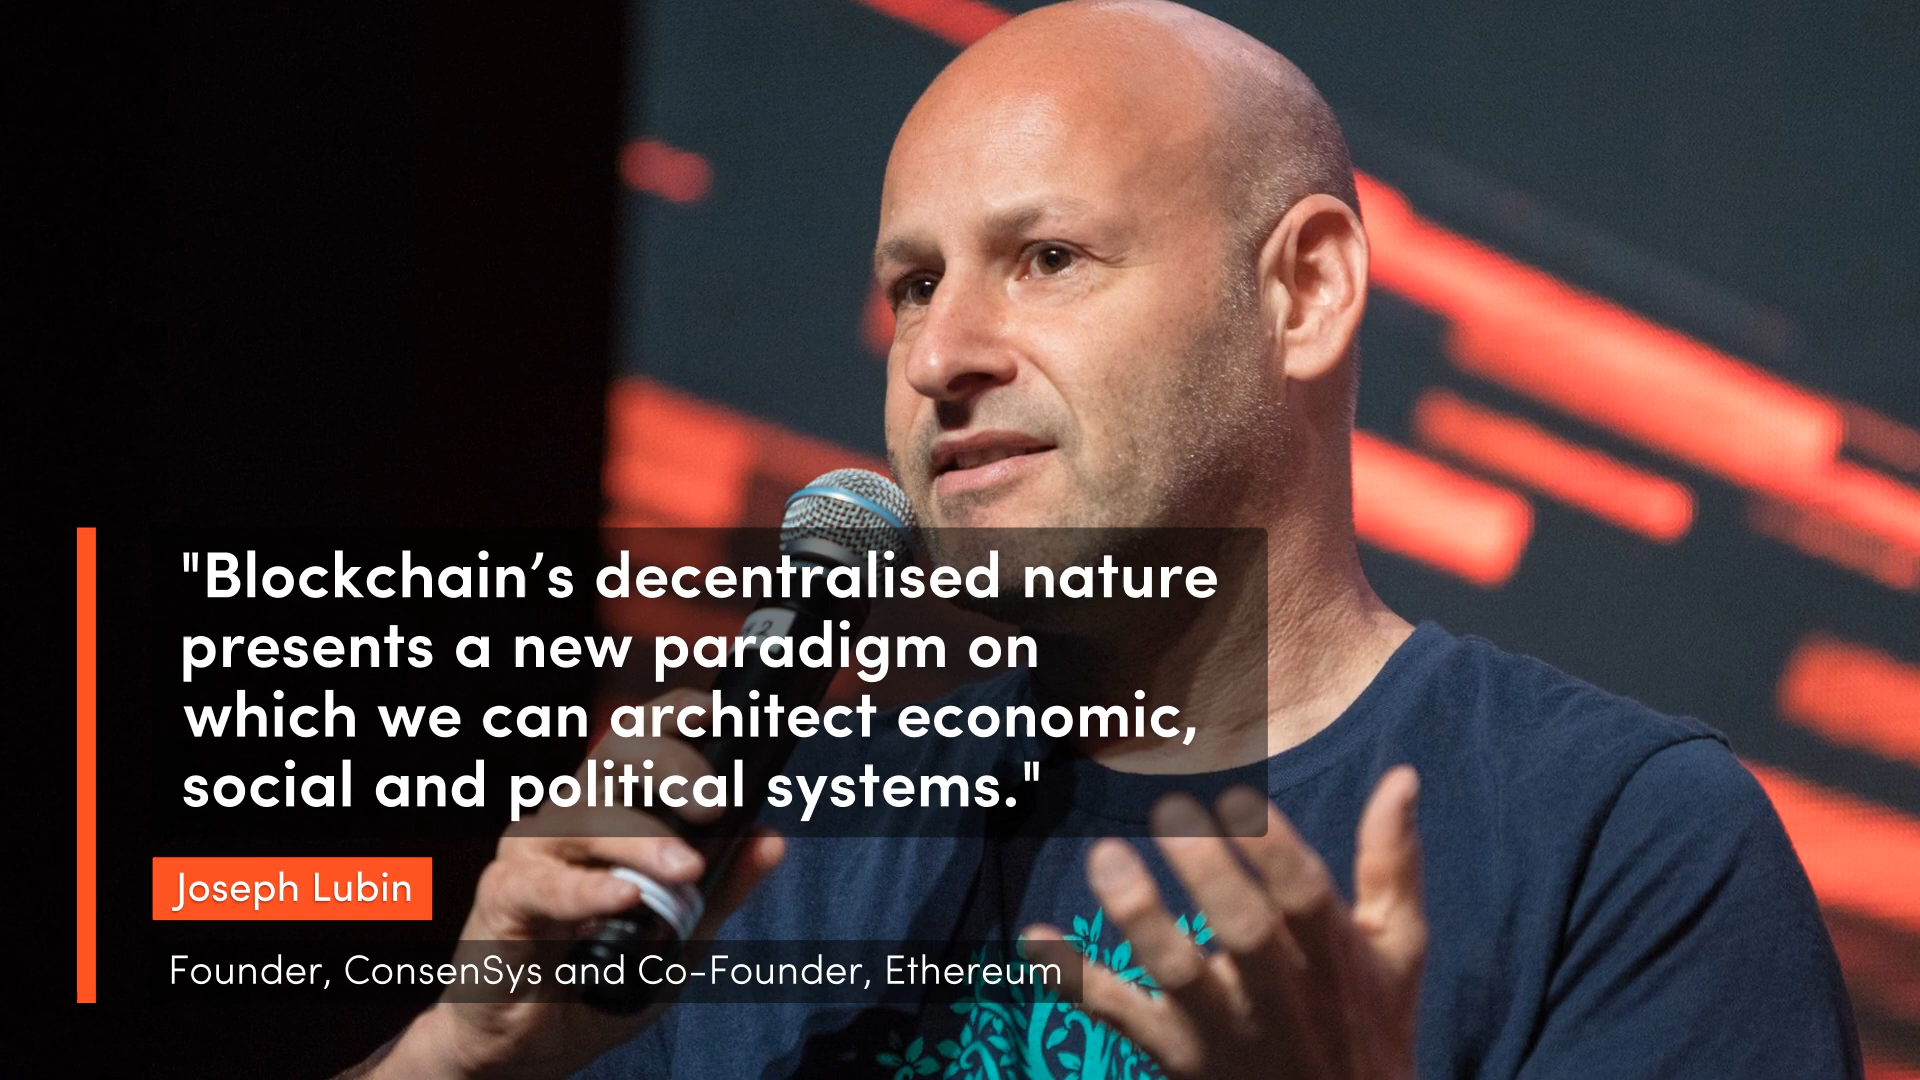 "Blockchain’s decentralised nature
presents a new paradigm on
which we can architect economic,
social and political systems."
Joseph Lubin
Founder, ConsenSys and Co-Founder, Ethereum